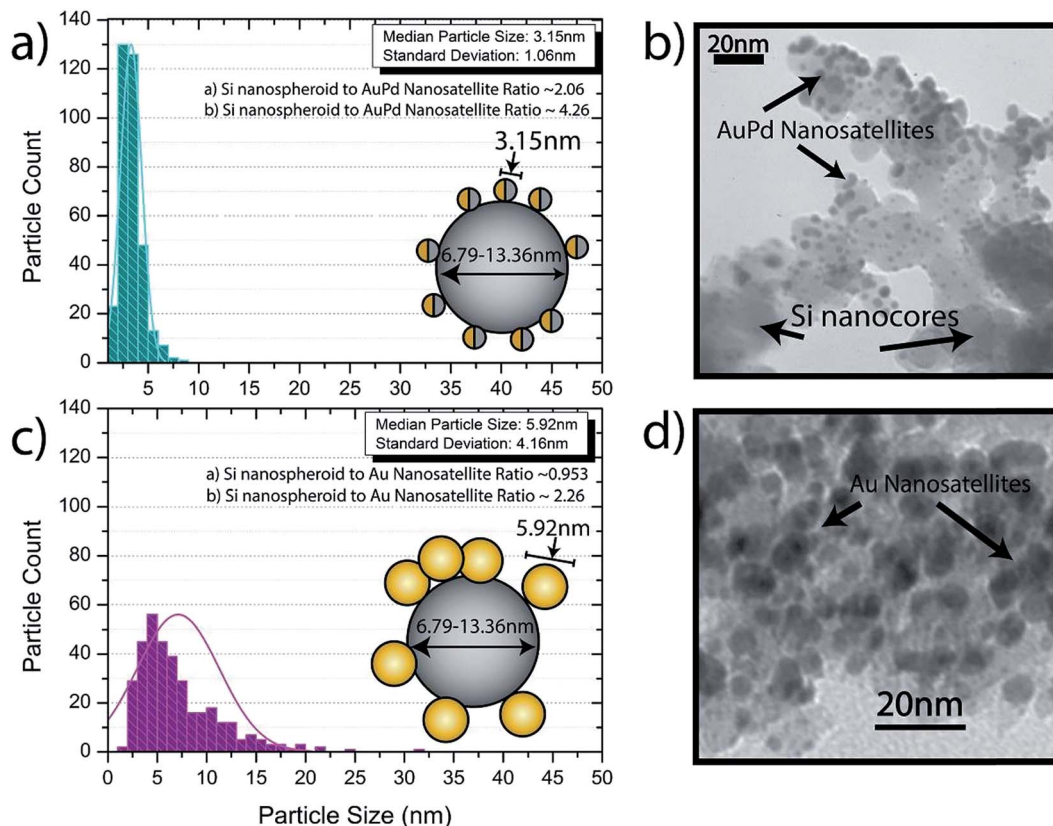 a)
Median Particle Size: 3.15nm
Standard Deviation: 1.06nm
a) Si nanospheroid to AuPd Nanosatellite Ratio ~2.06
b) Si nanospheroid to AuPd Nanosatellite Ratio ~ 4.26
3.15nm
6.79-13.36nm
Particle Count
140
120
100
80
60
40
20
0
5 10 15 20 25 30 35 40 45 50
b)
20nm
AuPd Nanosatellites
Si nanocores
c)
Median Particle Size: 5.92nm
Standard Deviation: 4.16nm
a) Si nanospheroid to Au Nanosatellite Ratio ~0.953
b) Si nanospheroid to Au Nanosatellite Ratio ~ 2.26
5.92nm
6.79-13.36nm
Particle Count
140
120
100
80
60
40
20
0
0 5 10 15 20 25 30 35 40 45 50
Particle Size (nm)
d)
Au Nanosatellites
20nm